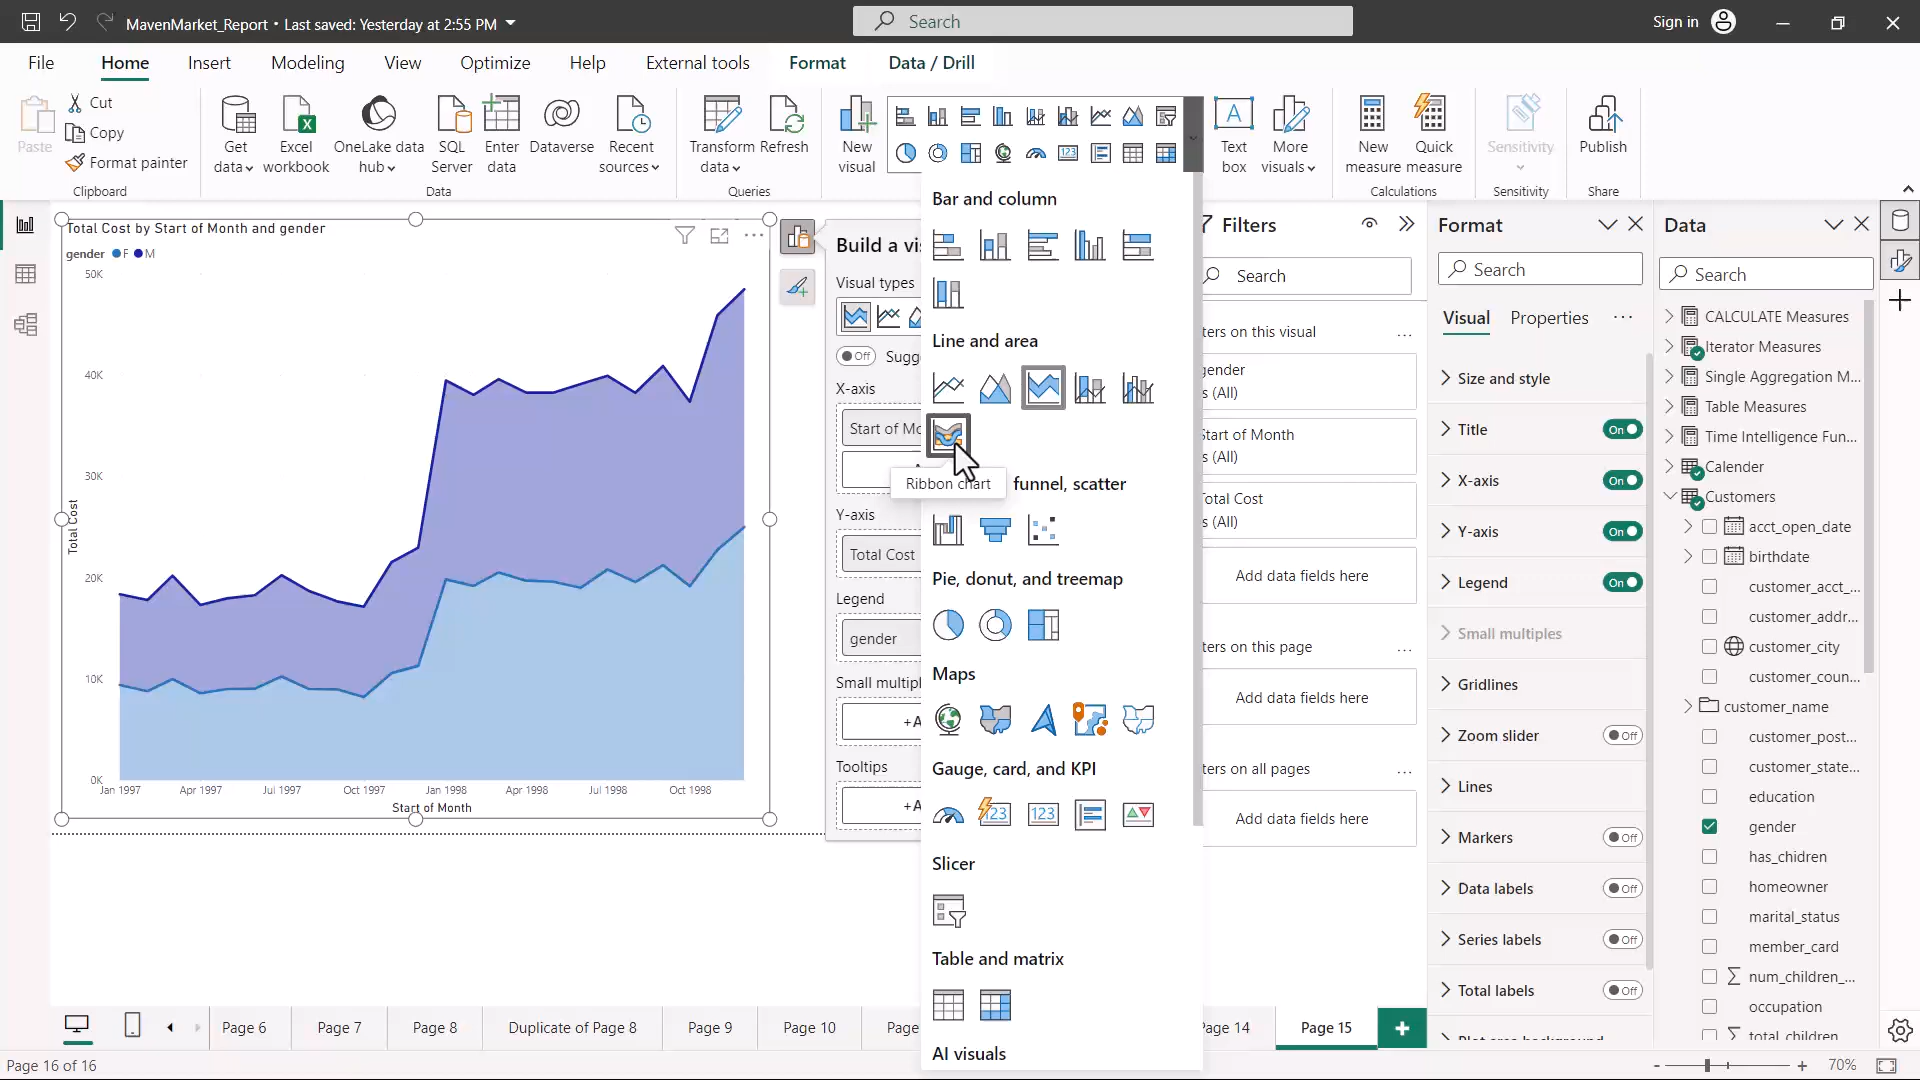 MavenMarket_Report • Last saved: Yesterday at 2:55 PM
Search
Sign in
File
Home
Insert
Modeling
View
Optimize
Help
External tools
Format
Data / Drill
Paste
Cut
Copy
Format painter
Clipboard
Get data
Excel workbook
OneLake data hub
SQL Server
Enter data
Dataverse
Recent sources
Data
Transform data
Refresh
Queries
New visual
Text box
More visuals
New measure
Quick measure
Calculations
Sensitivity
Sensitivity
Publish
Share
Total Cost by Start of Month and gender
gender F M
50K
40K
30K
20K
10K
0K
Total Cost
Jan 1997
Apr 1997
Jul 1997
Oct 1997
Jan 1998
Apr 1998
Jul 1998
Oct 1998
Start of Month
Build a vi
Visual types
Off Sugg
X-axis
Start of Mo
Y-axis
Total Cost
Legend
gender
Small multipl
+A
Tooltips
+A
Bar and column
Line and area
Ribbon chart
funnel, scatter
Pie, donut, and treemap
Maps
Gauge, card, and KPI
123
123
Slicer
Table and matrix
AI visuals
Filters
Search
ters on this visual
...
gender
s (All)
Start of Month
s (All)
Total Cost
s (All)
Add data fields here
ters on this page
...
Add data fields here
ters on all pages
...
Add data fields here
Format
Search
Visual
Properties
...
Size and style
Title On
X-axis On
Y-axis On
Legend On
Small multiples
Gridlines
Zoom slider Off
Lines
Markers Off
Data labels Off
Series labels Off
Total labels Off
Plot area background
Data
Search
CALCULATE Measures
Iterator Measures
Single Aggregation M...
Table Measures
Time Intelligence Fun...
Calender
Customers
acct_open_date
birthdate
customer_acct_...
customer_addr...
customer_city
customer_coun...
customer_name
customer_post...
customer_state...
education
gender
has_chidren
homeowner
marital_status
member_card
num_children_...
occupation
total_children
Page 6
Page 7
Page 8
Duplicate of Page 8
Page 9
Page 10
Page
Page 14
Page 15
+
Page 16 of 16
- + 70%